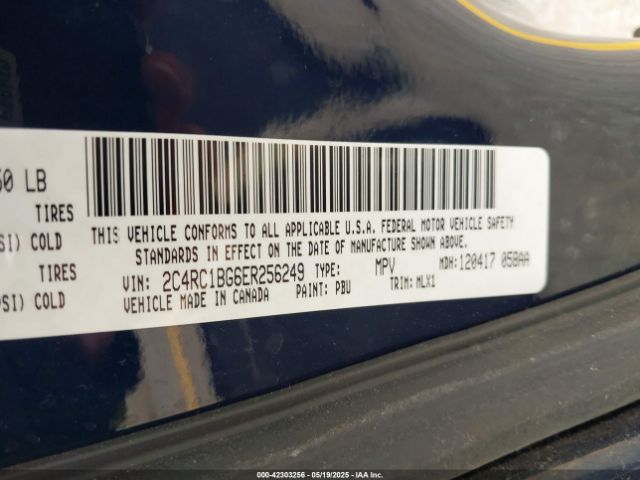 50 LB
TIRES
SI) COLD
TIRES
PSI) COLD
THIS VEHICLE CONFORMS TO ALL APPLICABLE U.S.A. FEDERAL MOTOR VEHICLE SAFETY
STANDARDS IN EFFECT ON THE DATE OF MANUFACTURE SHOWN ABOVE.
VIN: 2C4RC1BG6ER256249 TYPE: MPV MDH: 120417 05BAA
VEHICLE MADE IN CANADA PAINT: PBU TRIM: MLX1
000-42303256 - 05/19/2025 - IAA Inc.